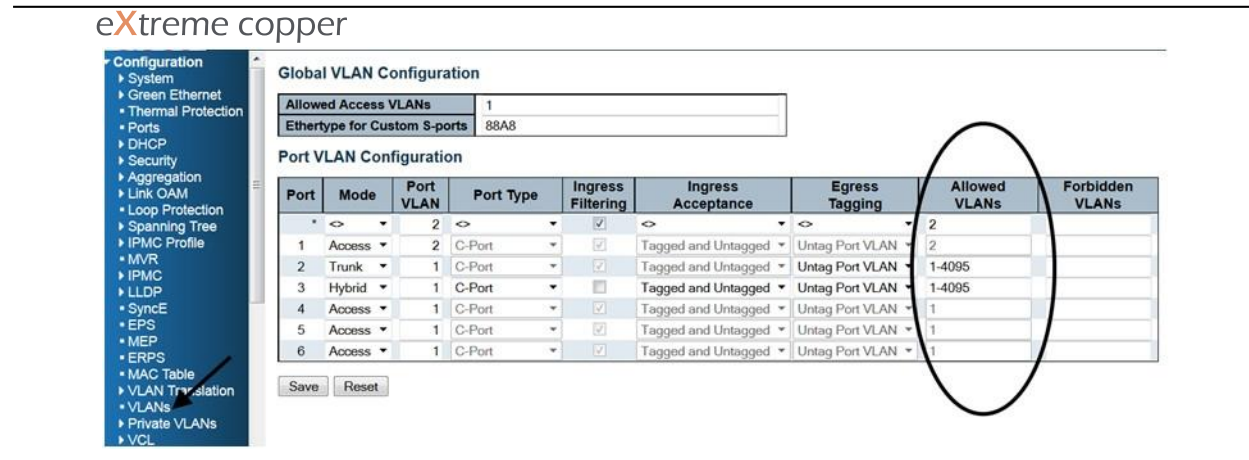 eXtreme copper
Configuration
System
Green Ethernet
Thermal Protection
Ports
DHCP
Security
Aggregation
Link OAM
Loop Protection
Spanning Tree
IPMC Profile
MVR
IPMC
LLDP
SyncE
EPS
MEP
ERPS
MAC Table
VLAN Translation
VLANs
Private VLANs
VCL
Global VLAN Configuration
Allowed Access VLANs 1
Ethertype for Custom S-ports 88A8
Port VLAN Configuration
Port Mode Port VLAN Port Type Ingress Filtering Ingress Acceptance Egress Tagging Allowed VLANs Forbidden VLANs
* <> 2 <> <> <> 2
1 Access 2 C-Port Tagged and Untagged Untag Port VLAN 2
2 Trunk 1 C-Port Tagged and Untagged Untag Port VLAN 1-4095
3 Hybrid 1 C-Port Tagged and Untagged Untag Port VLAN 1-4095
4 Access 1 C-Port Tagged and Untagged Untag Port VLAN 1
5 Access 1 C-Port Tagged and Untagged Untag Port VLAN 1
6 Access 1 C-Port Tagged and Untagged Untag Port VLAN 1
Save Reset